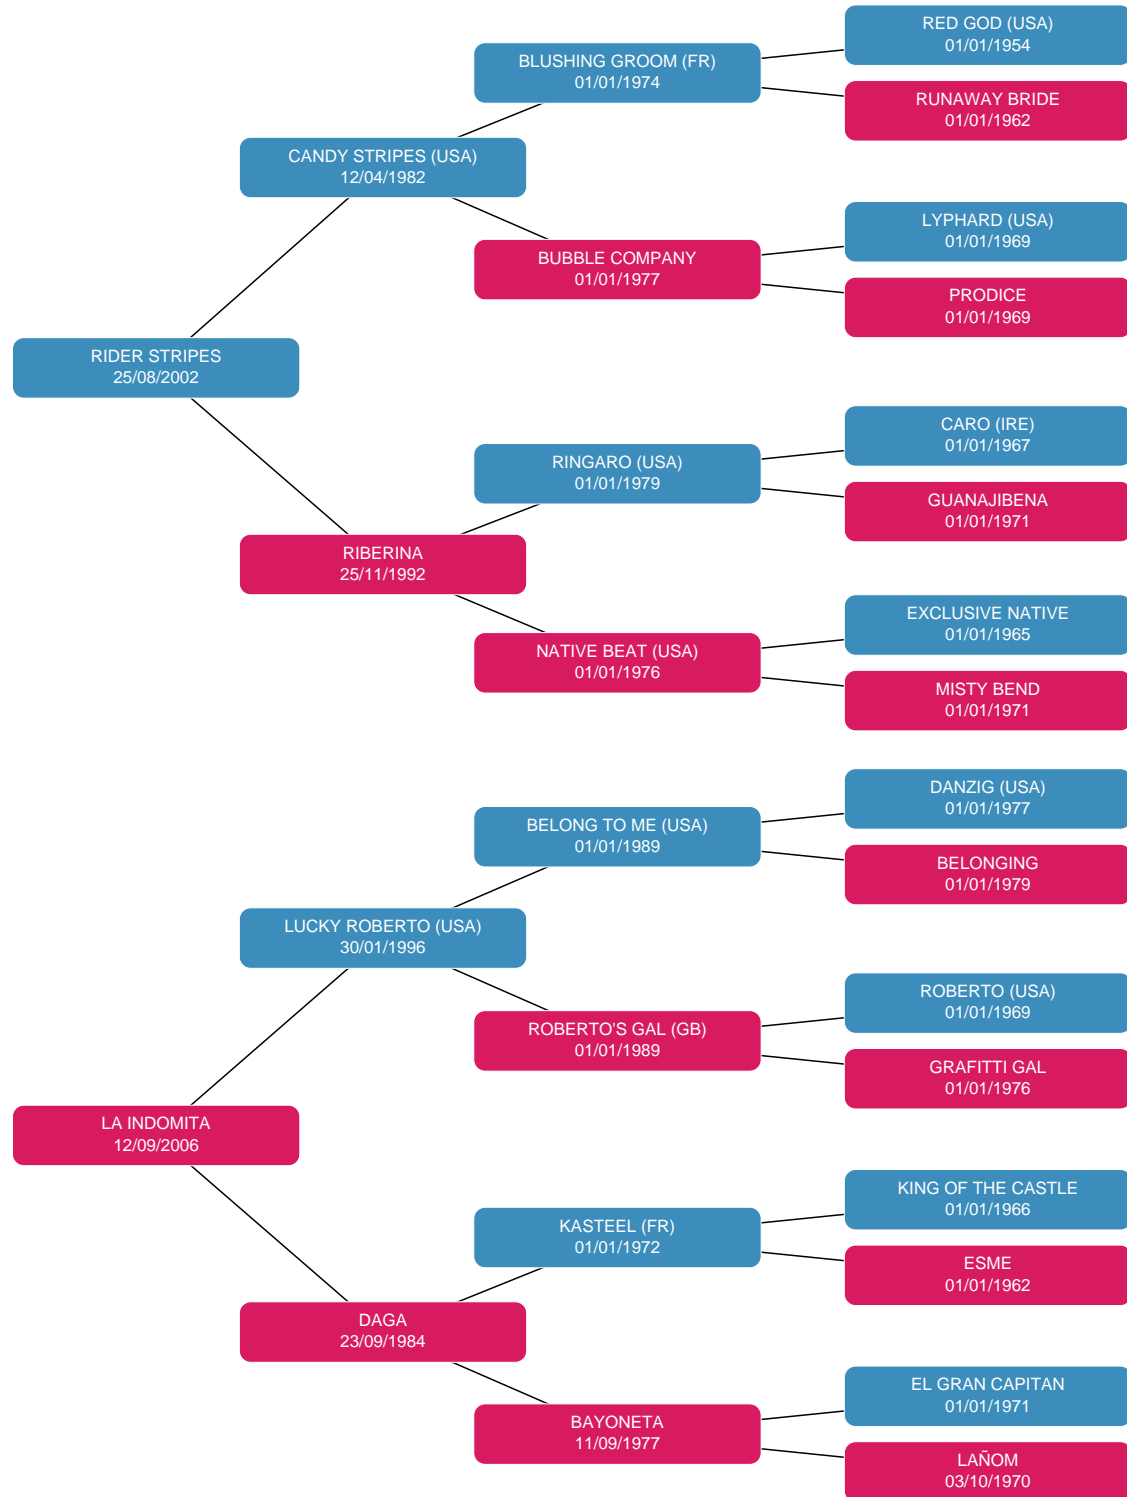 RED GOD (USA)
01/01/1954
BLUSHING GROOM (FR)
01/01/1974
RUNAWAY BRIDE
01/01/1962
CANDY STRIPES (USA)
12/04/1982
LYPHARD (USA)
01/01/1969
BUBBLE COMPANY
01/01/1977
PRODICE
01/01/1969
RIDER STRIPES
25/08/2002
CARO (IRE)
01/01/1967
RINGARO (USA)
01/01/1979
GUANAJIBENA
01/01/1971
RIBERINA
25/11/1992
EXCLUSIVE NATIVE
01/01/1965
NATIVE BEAT (USA)
01/01/1976
MISTY BEND
01/01/1971
DANZIG (USA)
01/01/1977
BELONG TO ME (USA)
01/01/1989
BELONGING
01/01/1979
LUCKY ROBERTO (USA)
30/01/1996
ROBERTO (USA)
01/01/1969
ROBERTO'S GAL (GB)
01/01/1989
GRAFITTI GAL
01/01/1976
LA INDOMITA
12/09/2006
KING OF THE CASTLE
01/01/1966
KASTEEL (FR)
01/01/1972
ESME
01/01/1962
DAGA
23/09/1984
EL GRAN CAPITAN
01/01/1971
BAYONETA
11/09/1977
LAÑOM
03/10/1970